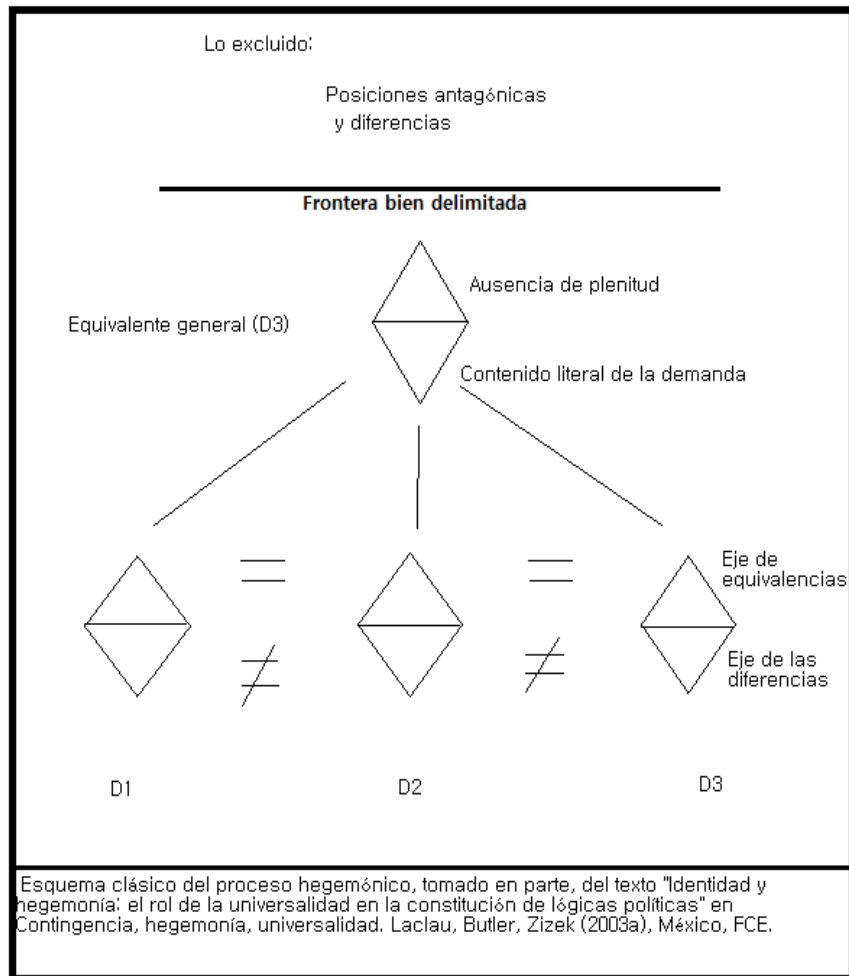 Lo excluido:
Posiciones antagónicas
y diferencias
Frontera bien delimitada
Ausencia de plenitud
Equivalente general (D3)
Contenido literal de la demanda
Eje de
equivalencias
Eje de las
diferencias
D1 D2 D3
Esquema clásico del proceso hegemónico, tomado en parte, del texto "Identidad y
hegemonía: el rol de la universalidad en la constitución de lógicas políticas" en
Contingencia, hegemonía, universalidad. Laclau, Butler, Zizek (2003a), México, FCE.